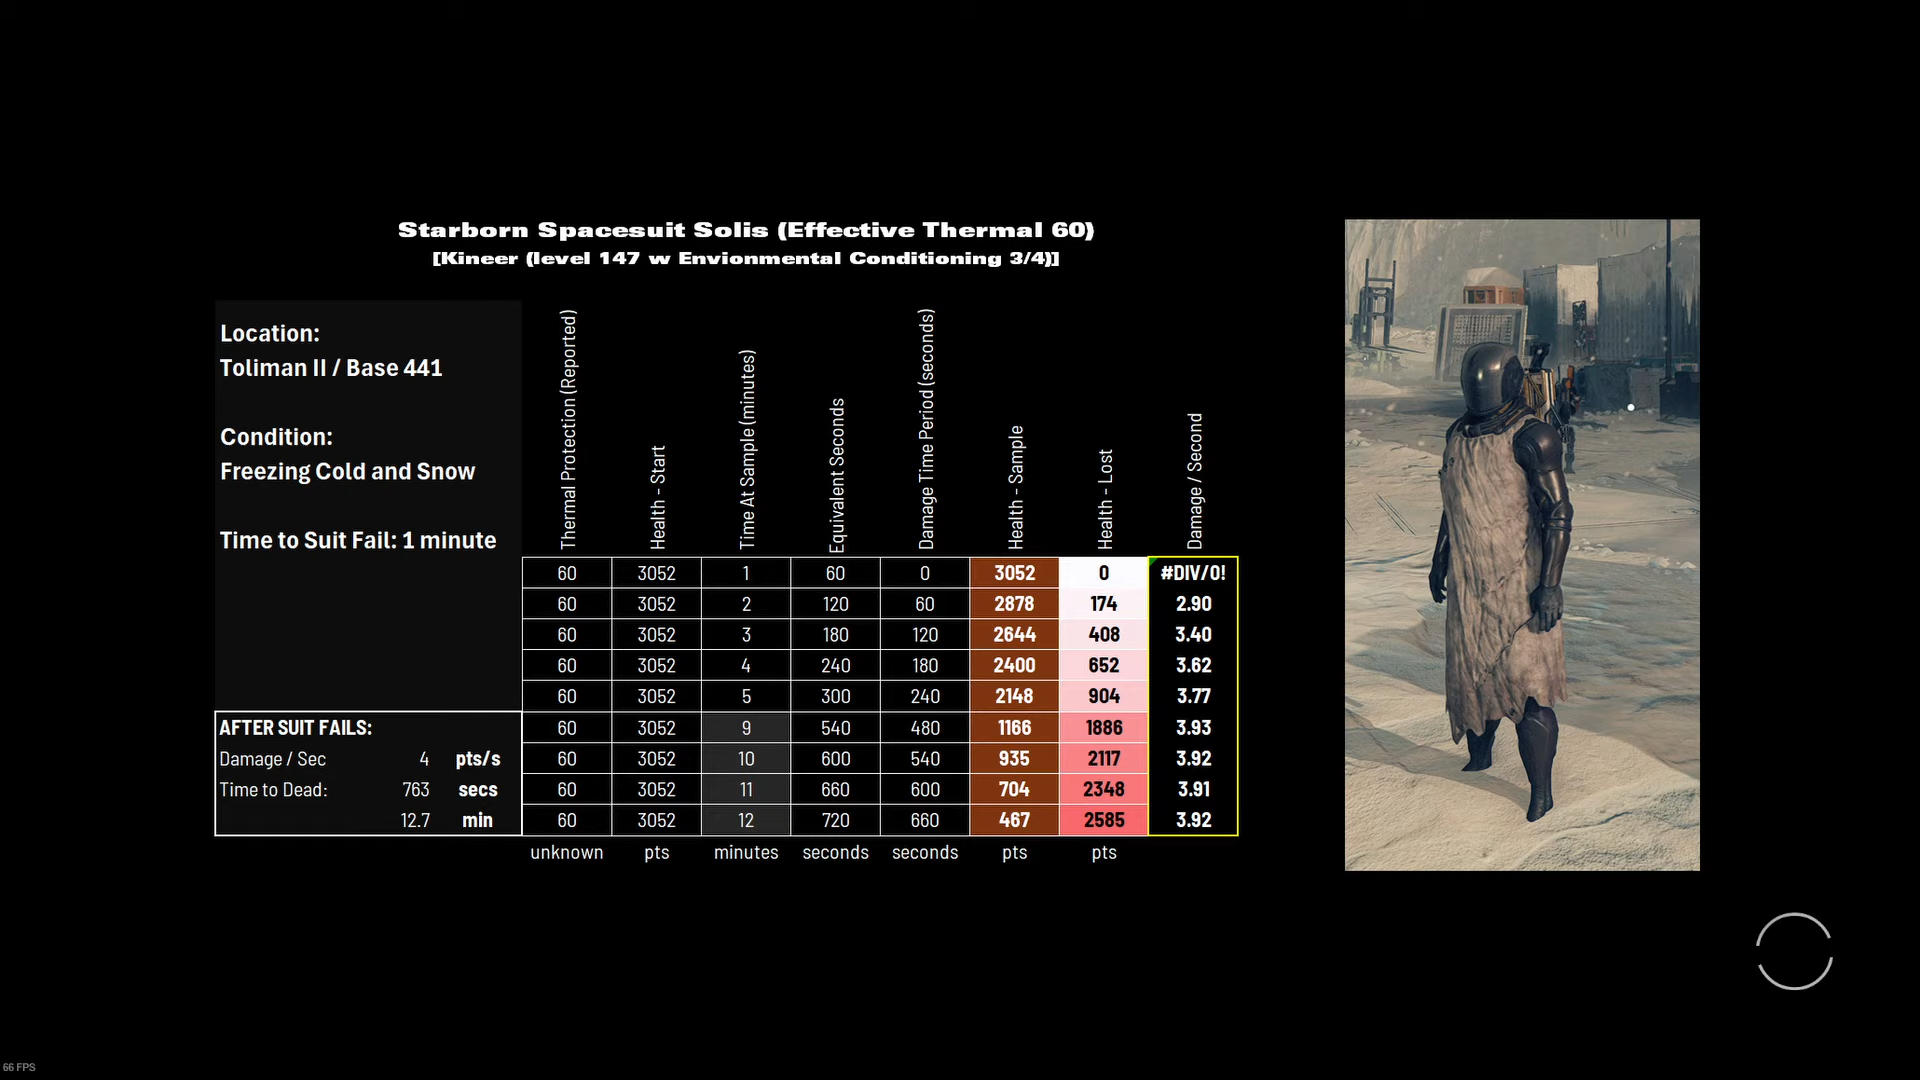 Starborn Spacesuit Solis (Effective Thermal 60)
[Kineer (level 147 w Envionmental Conditioning 3/4)]
Location:
Toliman II / Base 441
Condition:
Freezing Cold and Snow
Time to Suit Fail: 1 minute
Thermal Protection (Reported)
Health - Start
Time At Sample (minutes)
Equivalent Seconds
Damage Time Period (seconds)
Health - Sample
Health - Lost
Damage / Second
60 3052 1 60 0 3052 0 #DIV/0!
60 3052 2 120 60 2878 174 2.90
60 3052 3 180 120 2644 408 3.40
60 3052 4 240 180 2400 652 3.62
60 3052 5 300 240 2148 904 3.77
AFTER SUIT FAILS: 60 3052 9 540 480 1166 1886 3.93
Damage / Sec 4 pts/s 60 3052 10 600 540 935 2117 3.92
Time to Dead: 763 secs 60 3052 11 660 600 704 2348 3.91
12.7 min 60 3052 12 720 660 467 2585 3.92
unknown pts minutes seconds seconds pts pts
66 FPS